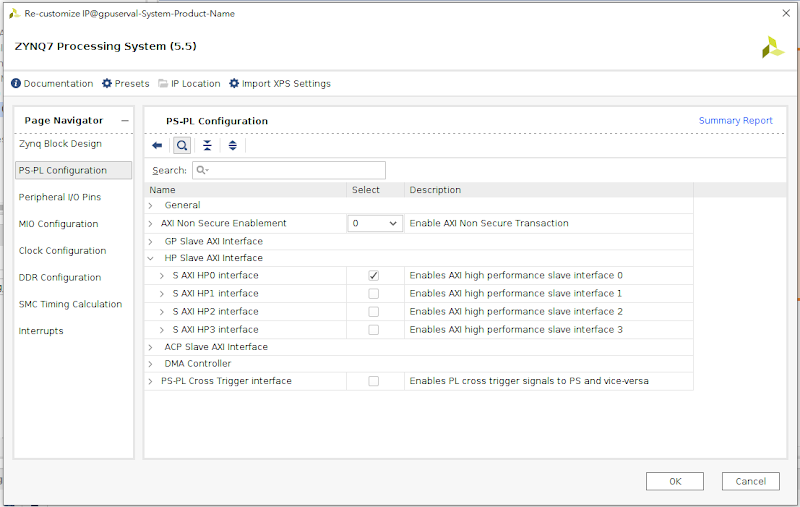 Re-customize IP@gpuserval-System-Product-Name
ZYNQ7 Processing System (5.5)
Documentation Presets IP Location Import XPS Settings
Page Navigator
Zynq Block Design
PS-PL Configuration
Peripheral I/O Pins
MIO Configuration
Clock Configuration
DDR Configuration
SMC Timing Calculation
Interrupts
PS-PL Configuration Summary Report
Search:
Name Select Description
General
AXI Non Secure Enablement 0 Enable AXI Non Secure Transaction
GP Slave AXI Interface
HP Slave AXI Interface
S AXI HP0 interface Enables AXI high performance slave interface 0
S AXI HP1 interface Enables AXI high performance slave interface 1
S AXI HP2 interface Enables AXI high performance slave interface 2
S AXI HP3 interface Enables AXI high performance slave interface 3
ACP Slave AXI Interface
DMA Controller
PS-PL Cross Trigger interface Enables PL cross trigger signals to PS and vice-versa
OK Cancel